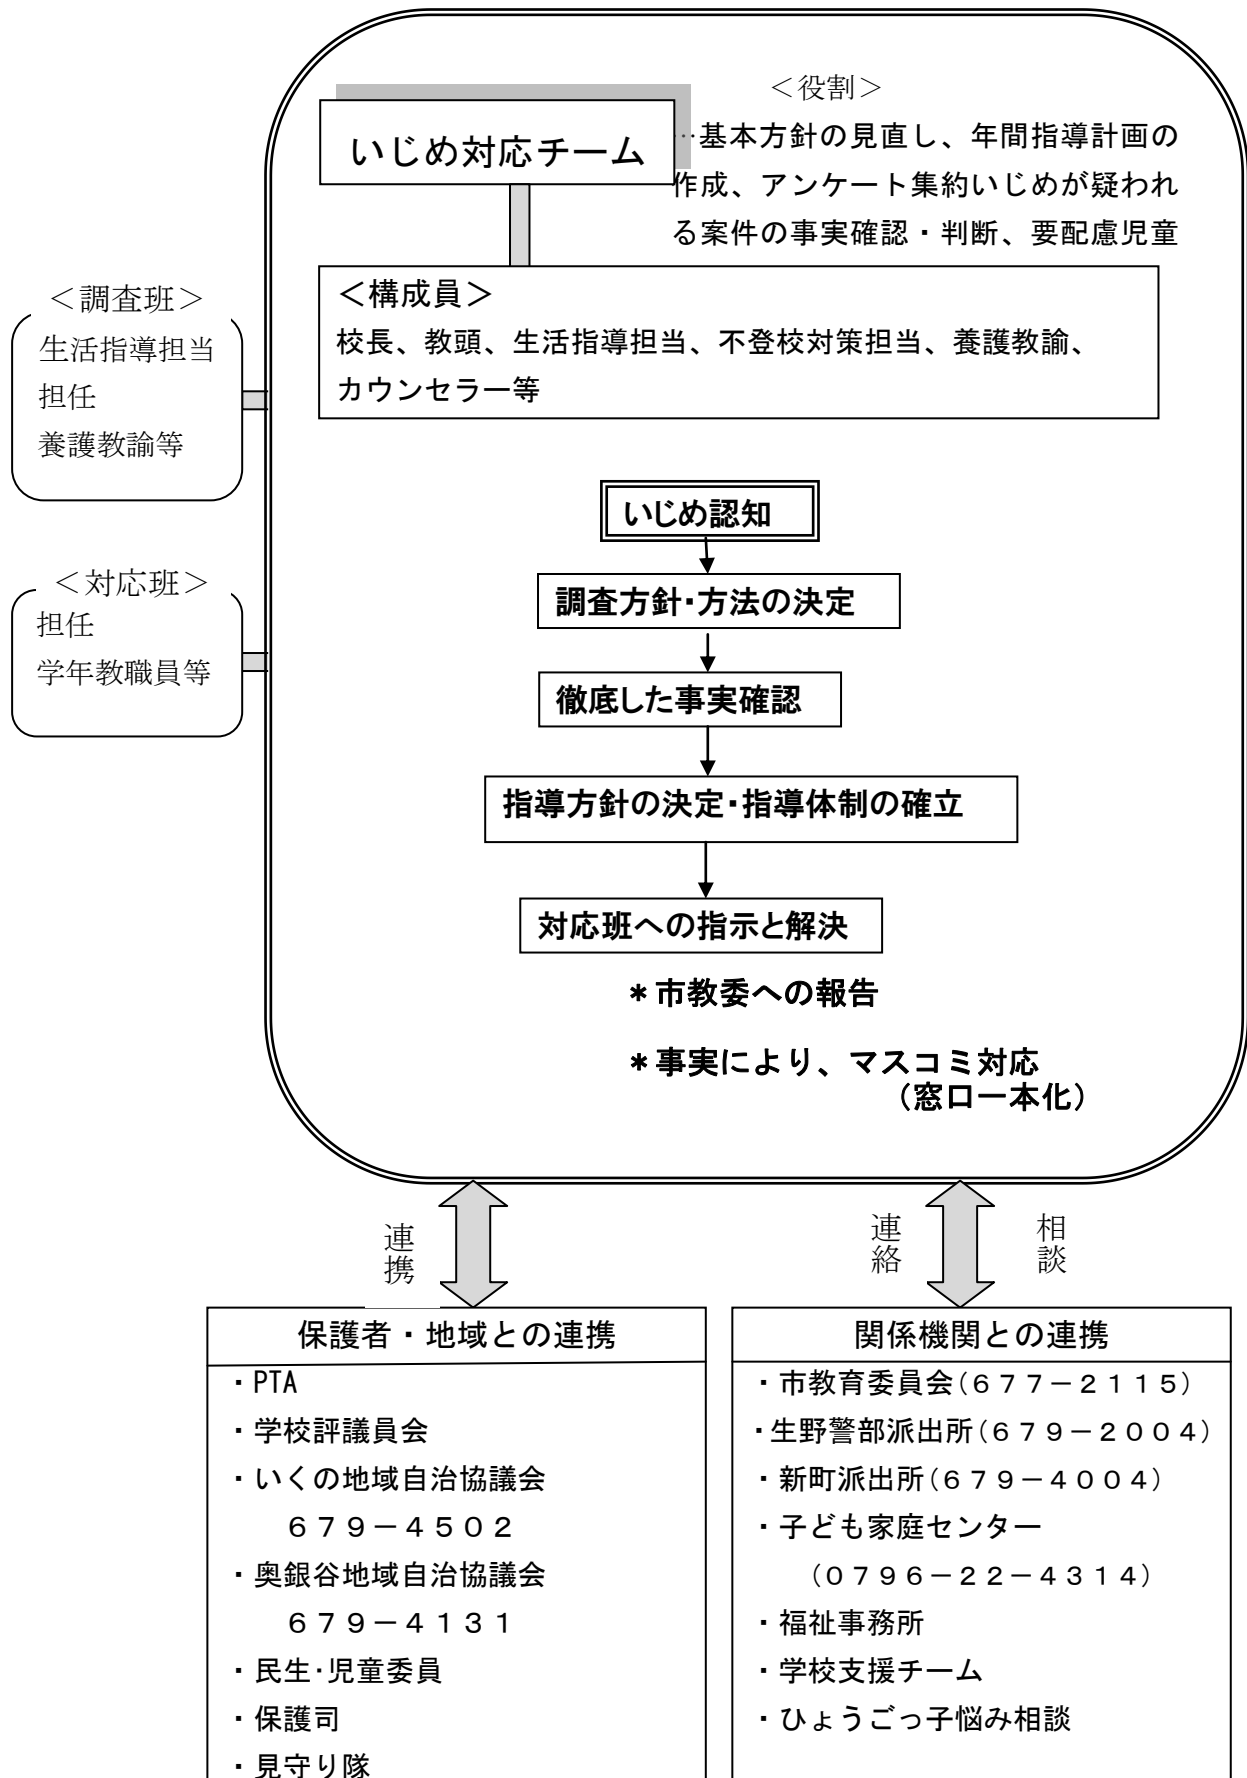 ＜役割＞
いじめ対応チーム
…基本方針の見直し、年間指導計画の
作成、アンケート集約いじめが疑われ
る案件の事実確認・判断、要配慮児童
＜構成員＞
校長、教頭、生活指導担当、不登校対策担当、養護教諭、
カウンセラー等
＜調査班＞
生活指導担当
担任
養護教諭等
＜対応班＞
担任
学年教職員等
いじめ認知
調査方針・方法の決定
徹底した事実確認
指導方針の決定・指導体制の確立
対応班への指示と解決
＊市教委への報告
＊事実により、マスコミ対応
（窓口一本化）
連携
連絡
相談
保護者・地域との連携
・PTA
・学校評議員会
・いくの地域自治協議会
６７９－４５０２
・奥銀谷地域自治協議会
６７９－４１３１
・民生・児童委員
・保護司
・見守り隊
関係機関との連携
・市教育委員会（６７７－２１１５）
・生野警部派出所（６７９－２００４）
・新町派出所（６７９－４００４）
・子ども家庭センター
（０７９６－２２－４３１４）
・福祉事務所
・学校支援チーム
・ひょうごっ子悩み相談